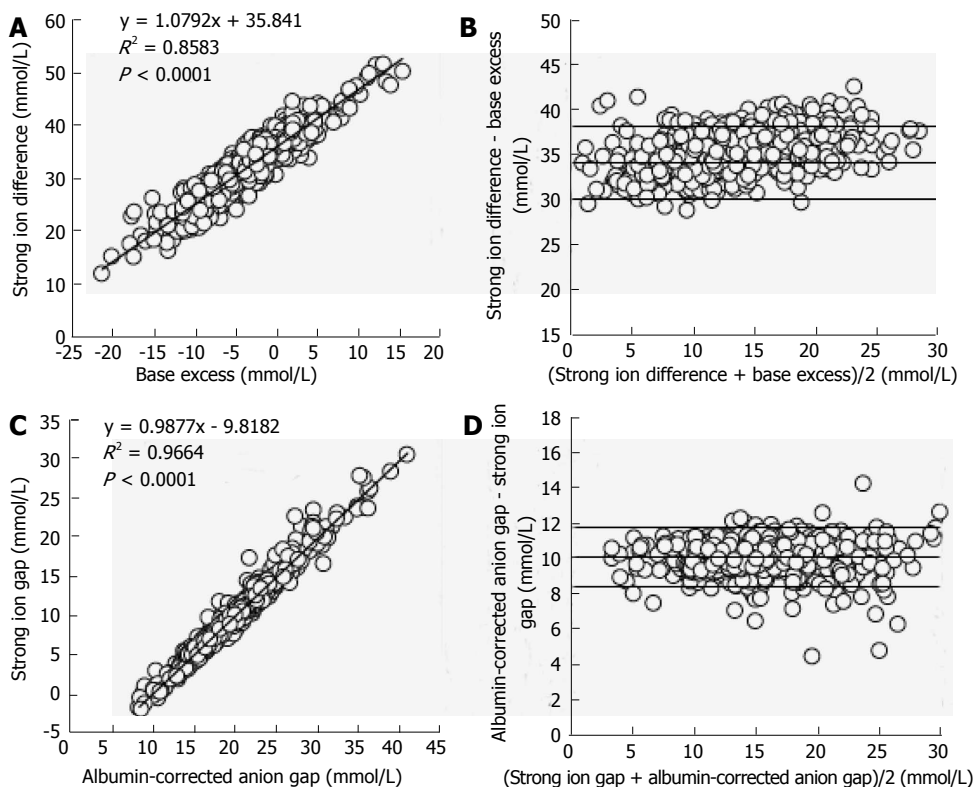 A
y = 1.0792x + 35.841
R² = 0.8583
P < 0.0001
Strong ion difference (mmol/L)
60
50
40
30
20
10
0
-25 -20 -15 -10 -5 0 5 10 15 20
Base excess (mmol/L)
B
Strong ion difference - base excess
(mmol/L)
50
45
40
35
30
25
20
15
0 5 10 15 20 25 30
(Strong ion difference + base excess)/2 (mmol/L)
C
y = 0.9877x - 9.8182
R² = 0.9664
P < 0.0001
Strong ion gap (mmol/L)
35
30
25
20
15
10
5
0
-5
0 5 10 15 20 25 30 35 40 45
Albumin-corrected anion gap (mmol/L)
D
Albumin-corrected anion gap - strong ion
gap (mmol/L)
18
16
14
12
10
8
6
4
2
0
0 5 10 15 20 25 30
(Strong ion gap + albumin-corrected anion gap)/2 (mmol/L)